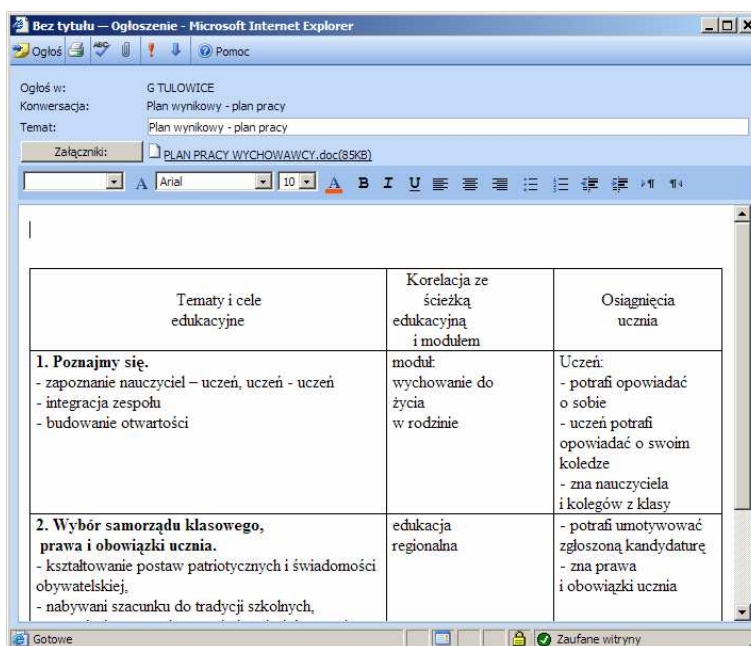 Bez tytułu — Ogłoszenie - Microsoft Internet Explorer
Ogłoś ABC Pomoc
Ogłoś w: G TULOWICE
Konwersacja: Plan wynikowy - plan pracy
Temat: Plan wynikowy - plan pracy
Załączniki: PLAN PRACY WYCHOWAWCY.doc(85KB)
A Arial 10 A B I U
Tematy i cele
edukacyjne
Korelacja ze
ścieżką
edukacyjną
i modułem
Osiągnięcia
ucznia
1. Poznajmy się.
- zapoznanie nauczyciel – uczeń, uczeń - uczeń
- integracja zespołu
- budowanie otwartości
moduł:
wychowanie do
życia
w rodzinie
Uczeń:
- potrafi opowiadać
o sobie
- uczeń potrafi
opowiadać o swoim
koledze
- zna nauczyciela
i kolegów z klasy
2. Wybór samorządu klasowego,
prawa i obowiązki ucznia.
- kształtowanie postaw patriotycznych i świadomości
obywatelskiej,
- nabywani szacunku do tradycji szkolnych,
edukacja
regionalna
- potrafi umotywować
zgłoszoną kandydaturę
- zna prawa
i obowiązki ucznia
Gotowe Zaufane witryny